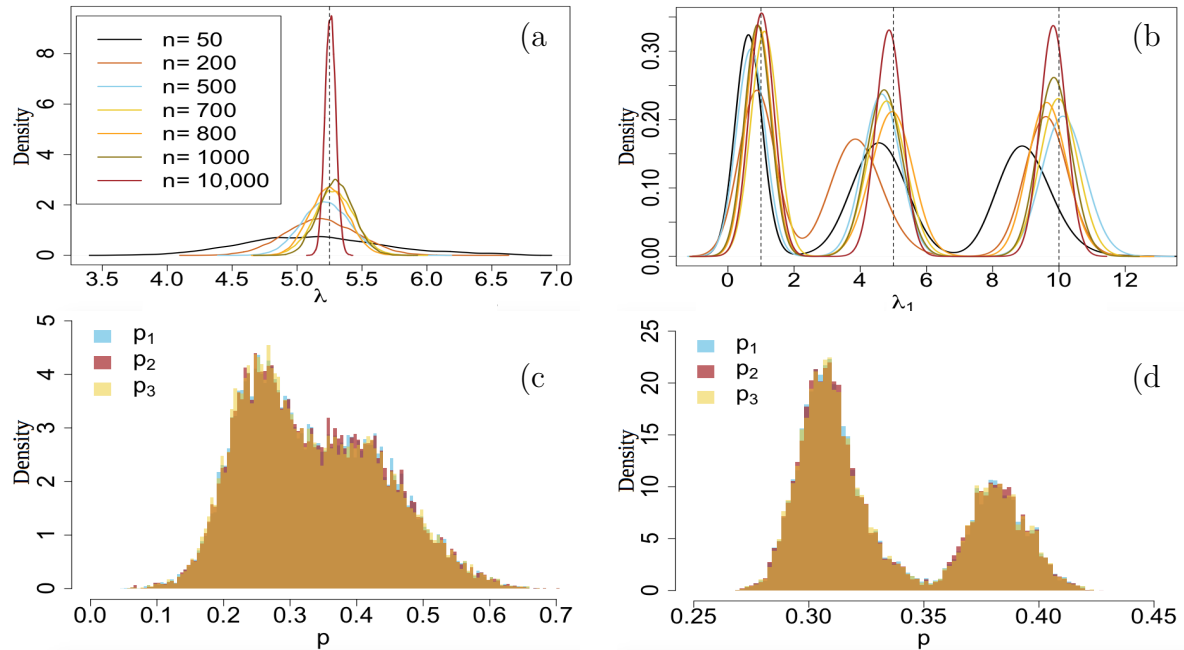 (a
Density
0 2 4 6 8
n= 50
n= 200
n= 500
n= 700
n= 800
n= 1000
n= 10,000
3.5 4.0 4.5 5.0 5.5 6.0 6.5 7.0
λ
(b)
Density
0.00 0.10 0.20 0.30
0 2 4 6 8 10 12
λ1
(c)
Density
0 1 2 3 4 5
p1
p2
p3
0.0 0.1 0.2 0.3 0.4 0.5 0.6 0.7
p
(d)
Density
0 5 10 15 20 25
p1
p2
p3
0.25 0.30 0.35 0.40 0.45
p